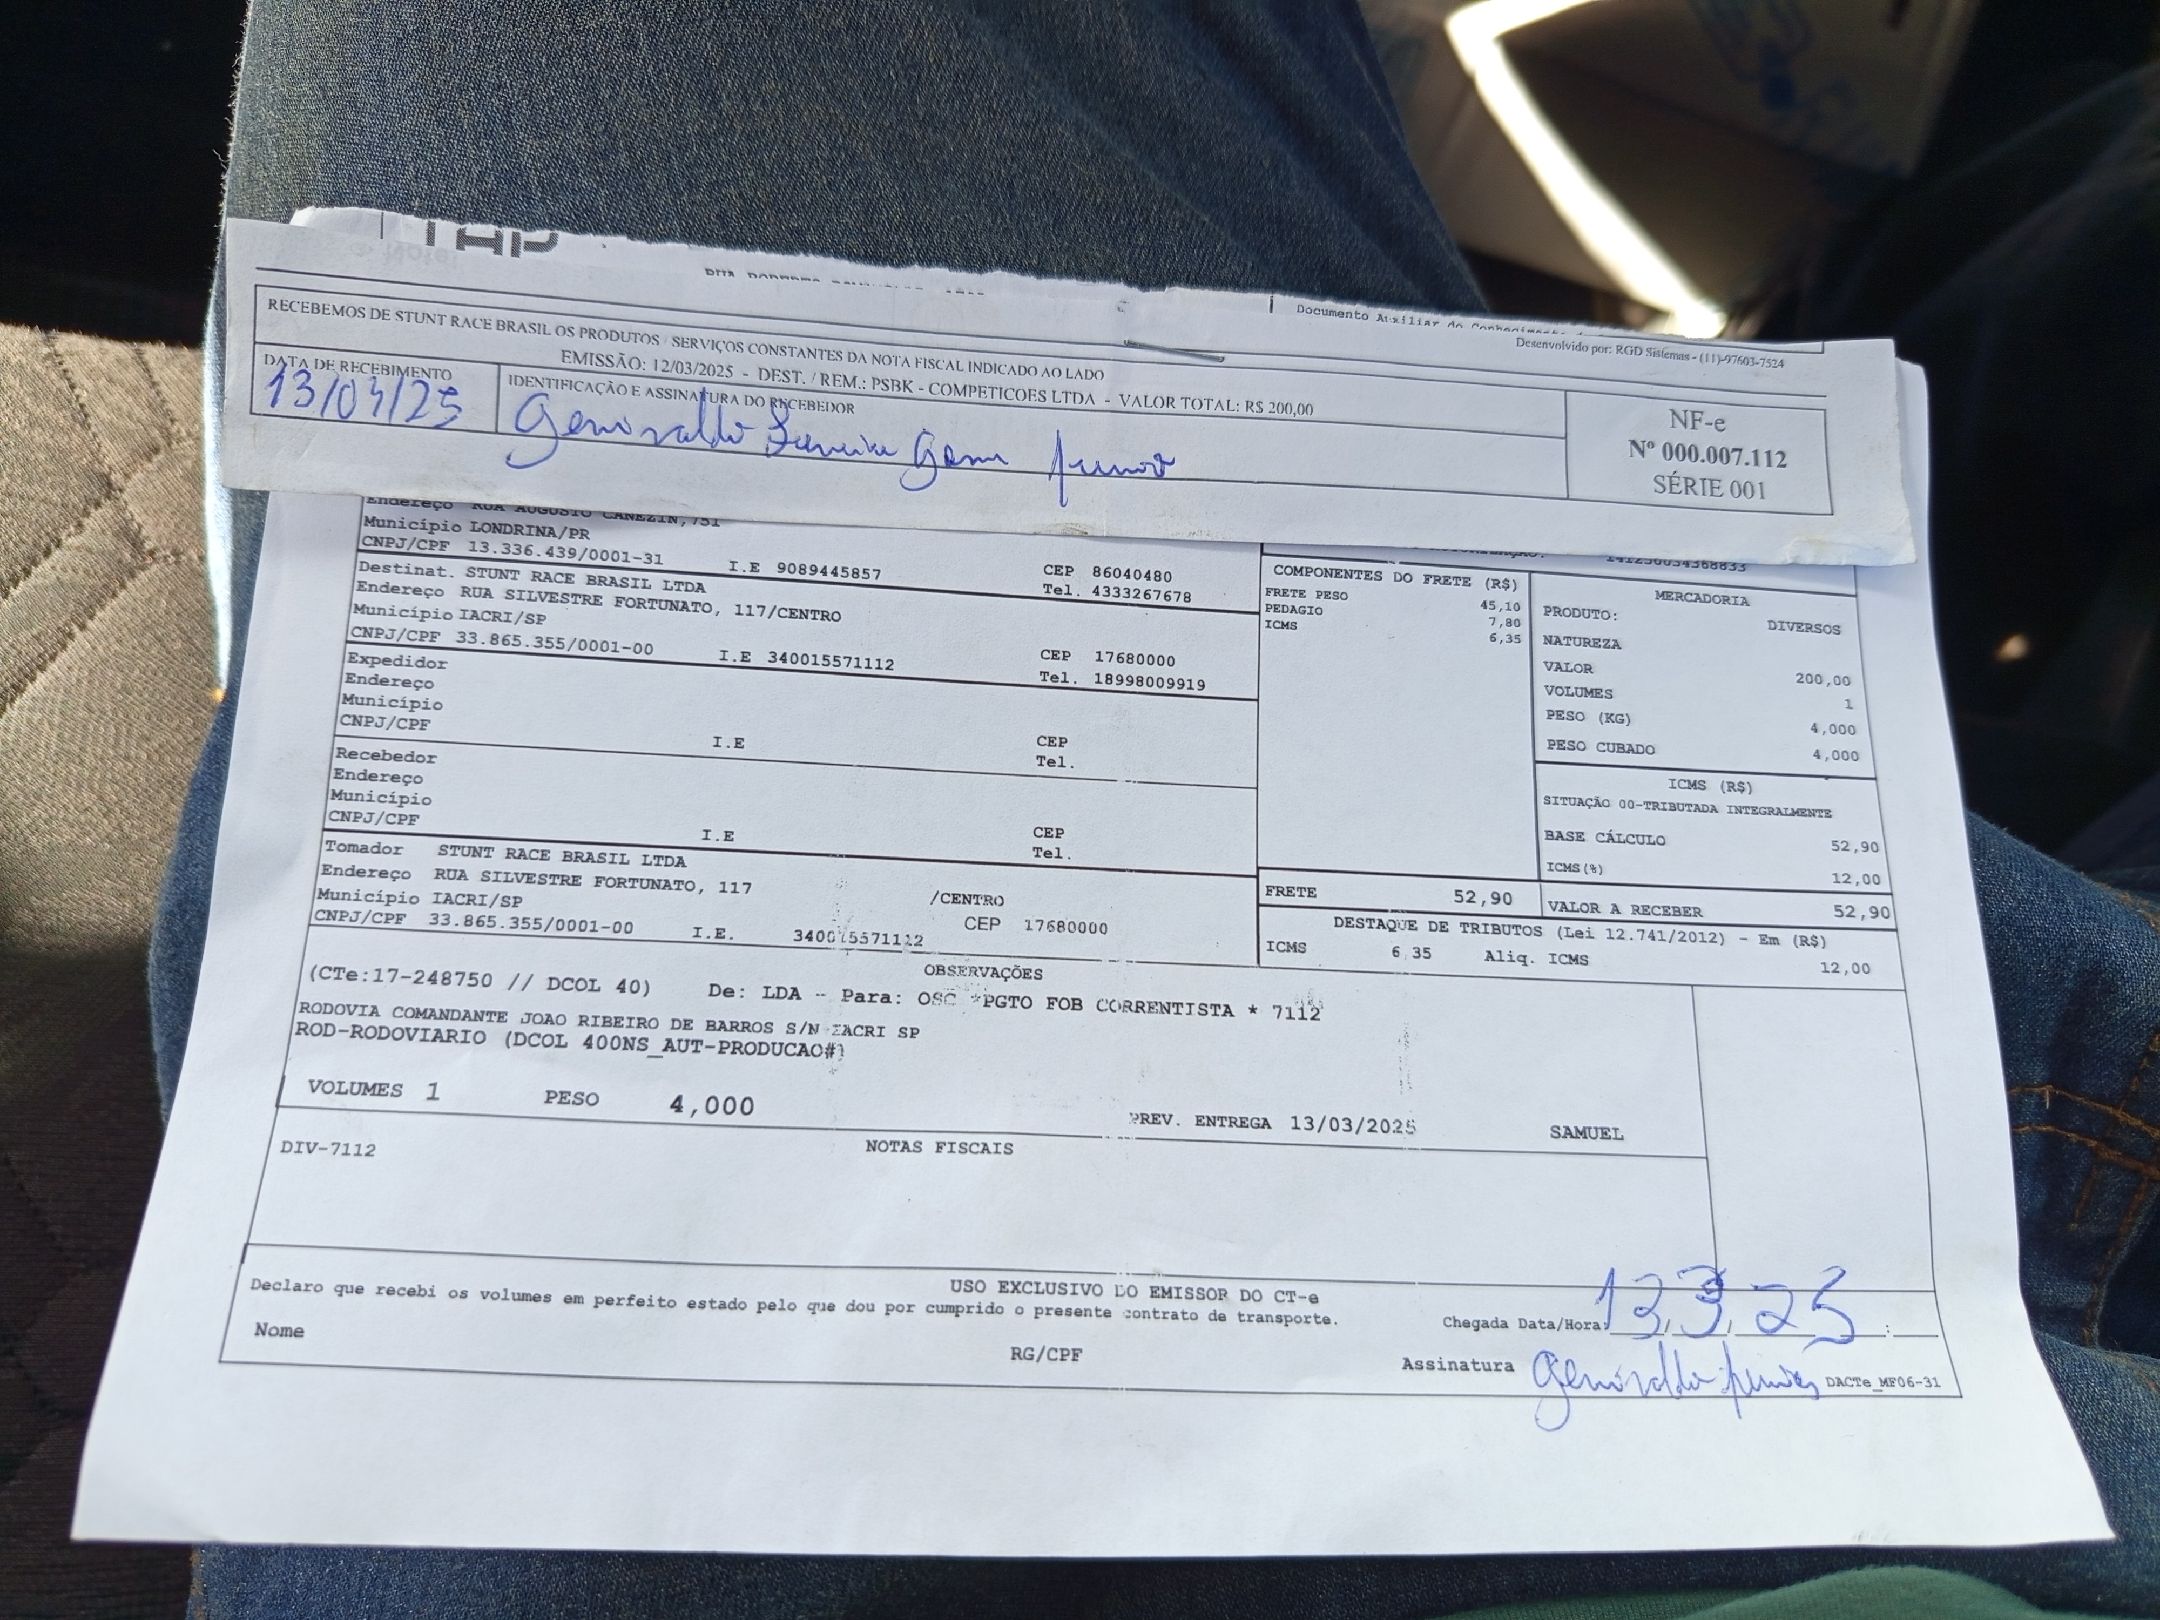 TAP
Documento Auxiliar do Conhecimento
Desenvolvido por: RGD Sistemas - (11)-97603-7524
RECEBEMOS DE STUNT RACE BRASIL OS PRODUTOS / SERVIÇOS CONSTANTES DA NOTA FISCAL INDICADO AO LADO
EMISSÃO: 12/03/2025 - DEST. / REM.: PSBK - COMPETICOES LTDA - VALOR TOTAL: R$ 200,00
DATA DE RECEBIMENTO
13/03/25
IDENTIFICAÇÃO E ASSINATURA DO RECEBEDOR
NF-e
Nº 000.007.112
SÉRIE 001
Endereço RUA AUGUSTO CANEZIN, 751
Município LONDRINA/PR
CNPJ/CPF 13.336.439/0001-31 I.E 9089445857 CEP 86040480
Tel. 4333267678
Destinat. STUNT RACE BRASIL LTDA
Endereço RUA SILVESTRE FORTUNATO, 117/CENTRO
Município IACRI/SP
CNPJ/CPF 33.865.355/0001-00 I.E 340015571112 CEP 17680000
Tel. 18998009919
Expedidor
Endereço
Município
CNPJ/CPF I.E CEP
Tel.
Recebedor
Endereço
Município
CNPJ/CPF I.E CEP
Tel.
Tomador STUNT RACE BRASIL LTDA
Endereço RUA SILVESTRE FORTUNATO, 117 /CENTRO
Município IACRI/SP CEP 17680000
CNPJ/CPF 33.865.355/0001-00 I.E. 340015571112
COMPONENTES DO FRETE (R$)
FRETE PESO 45,10
PEDAGIO 7,80
ICMS 6,35
MERCADORIA
PRODUTO: DIVERSOS
NATUREZA
VALOR 200,00
VOLUMES 1
PESO (KG) 4,000
PESO CUBADO 4,000
ICMS (R$)
SITUAÇÃO 00-TRIBUTADA INTEGRALMENTE
BASE CÁLCULO 52,90
ICMS(%) 12,00
FRETE 52,90 VALOR A RECEBER 52,90
DESTAQUE DE TRIBUTOS (Lei 12.741/2012) - Em (R$)
ICMS 6,35 Aliq. ICMS 12,00
OBSERVAÇÕES
(CTe:17-248750 // DCOL 40) De: LDA - Para: OSC *PGTO FOB CORRENTISTA * 7112
RODOVIA COMANDANTE JOAO RIBEIRO DE BARROS S/N IACRI SP
ROD-RODOVIARIO (DCOL 400NS_AUT-PRODUCAO#)
VOLUMES 1 PESO 4,000 PREV. ENTREGA 13/03/2025 SAMUEL
NOTAS FISCAIS
DIV-7112
USO EXCLUSIVO DO EMISSOR DO CT-e
Declaro que recebi os volumes em perfeito estado pelo que dou por cumprido o presente contrato de transporte.
Nome RG/CPF
Chegada Data/Hora 13/3/25 :
Assinatura
DACTe_MF06-31